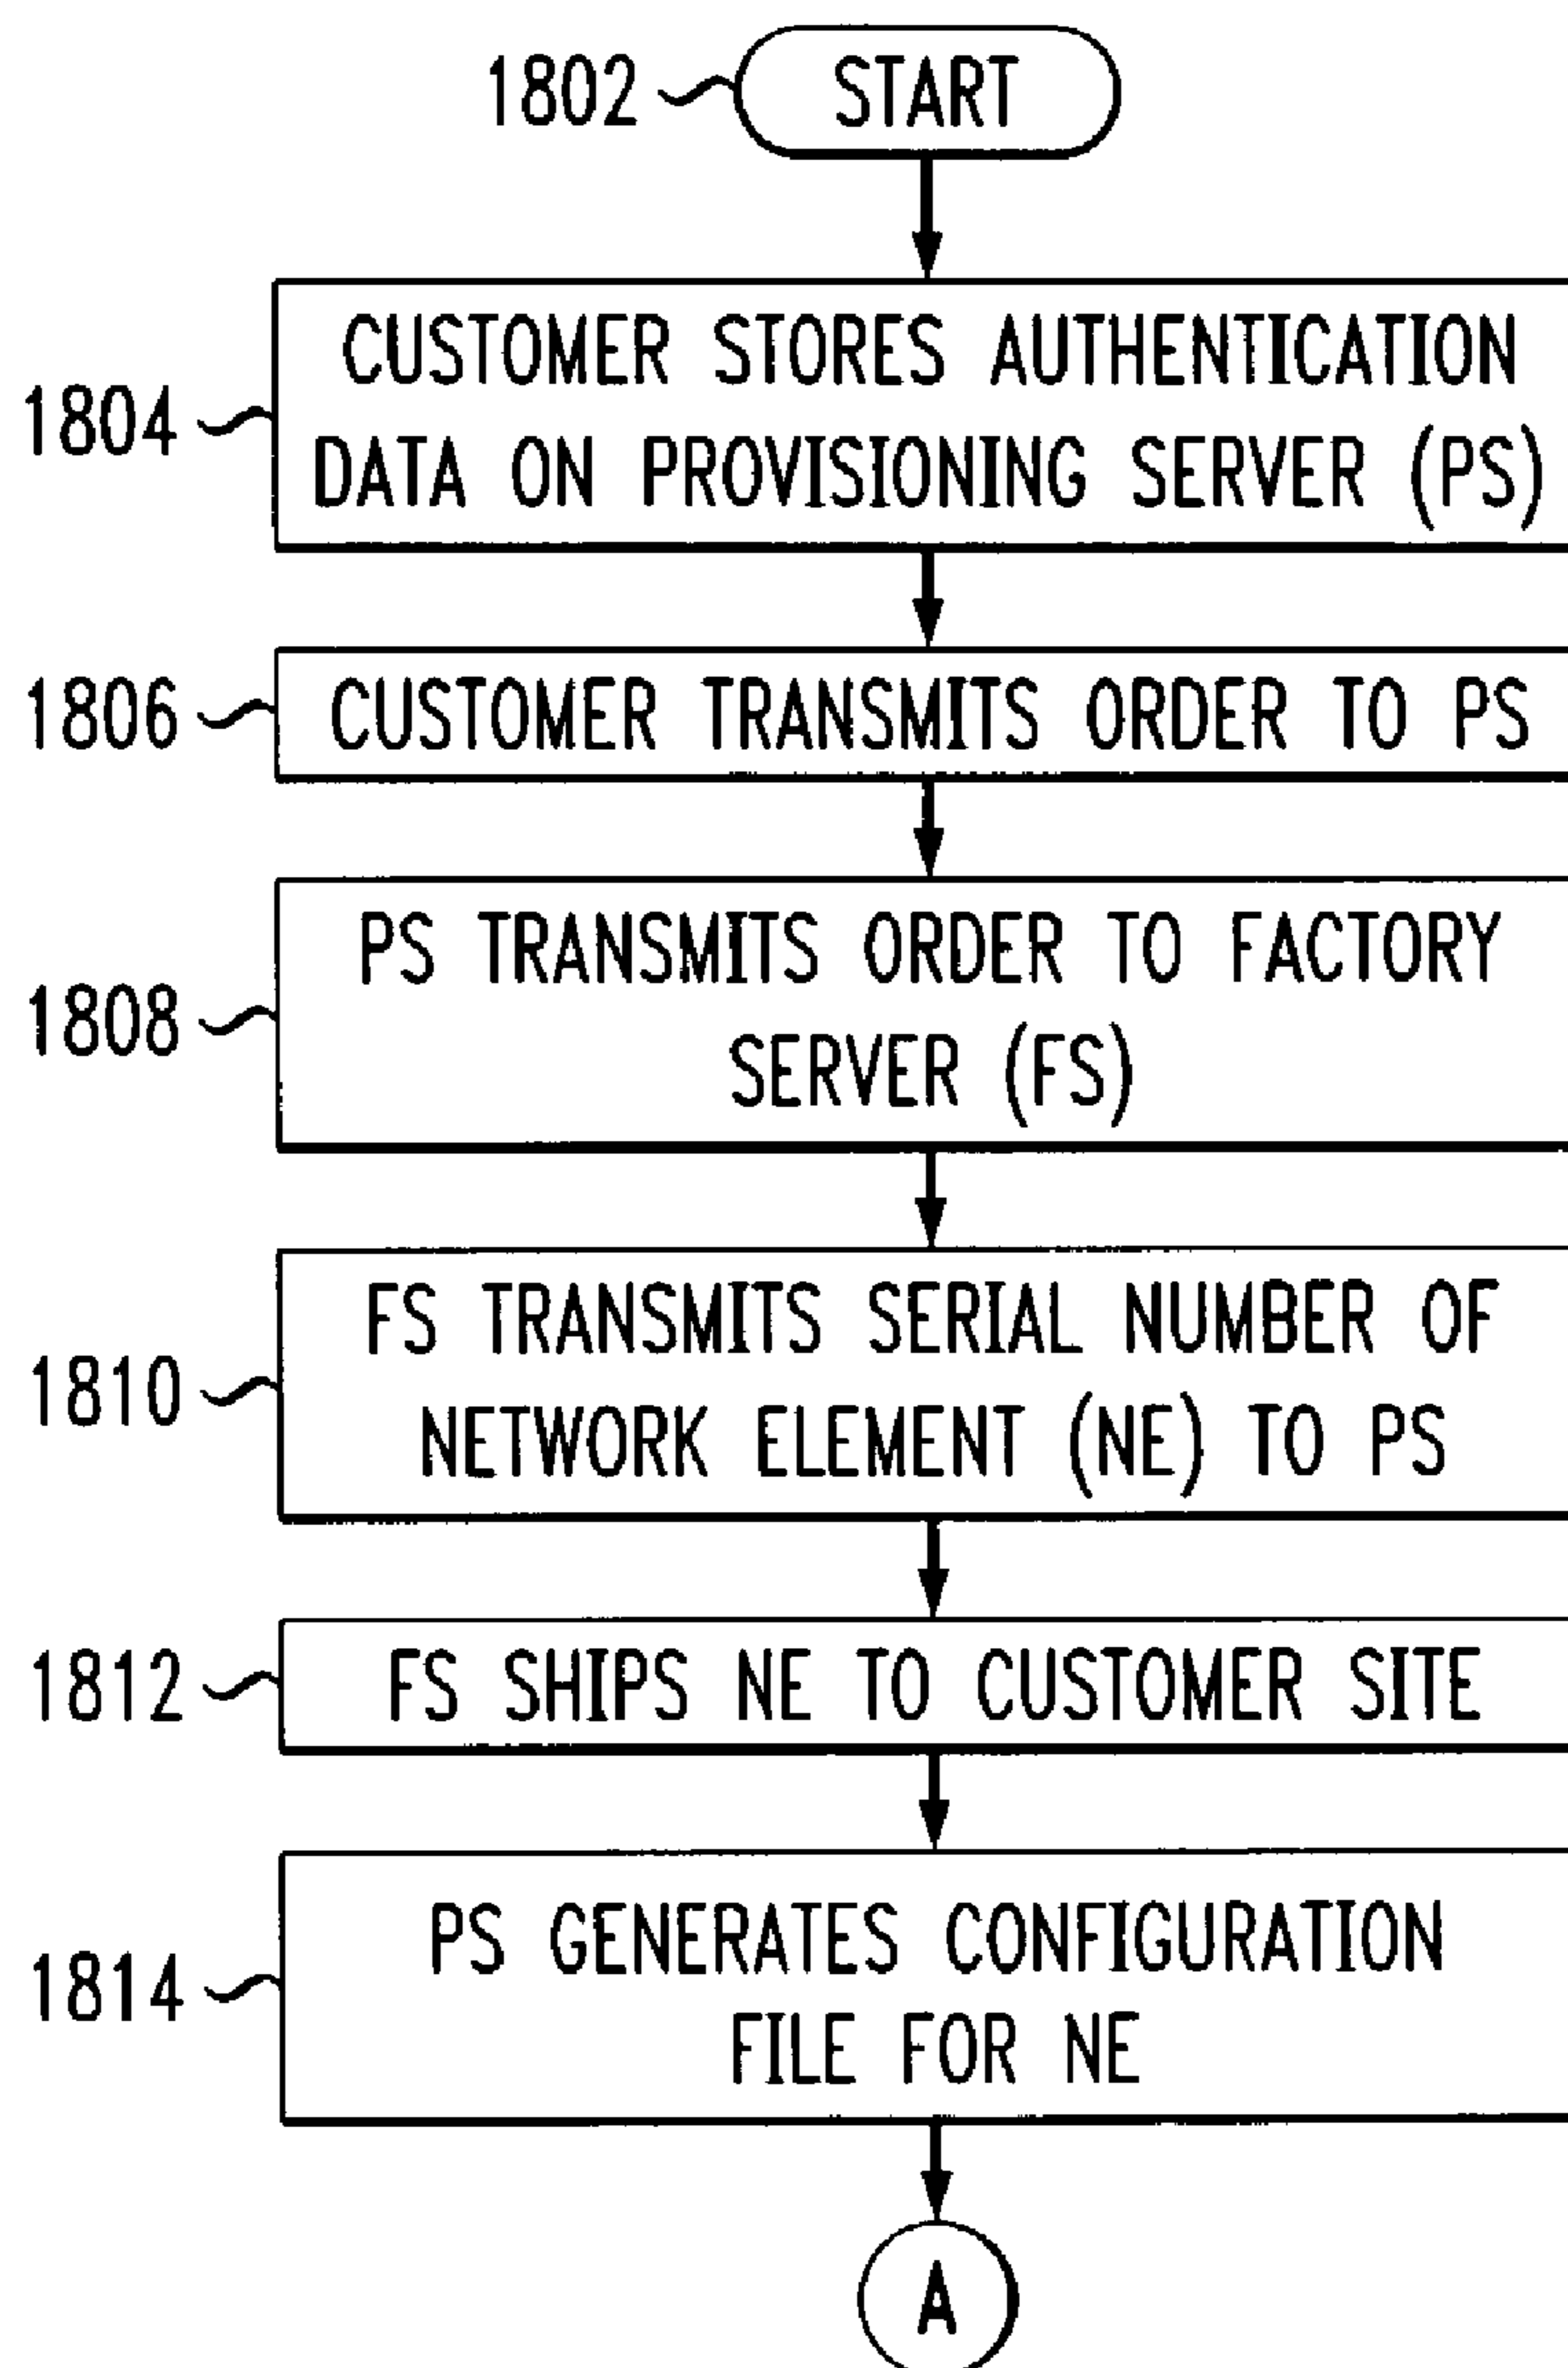 1802 START
CUSTOMER STORES AUTHENTICATION
1804
DATA ON PROVISIONING SERVER (PS)
1806 CUSTOMER TRANSMITS ORDER TO PS
PS TRANSMITS ORDER TO FACTORY
1808
SERVER (FS)
FS TRANSMITS SERIAL NUMBER OF
1810
NETWORK ELEMENT (NE) TO PS
1812 FS SHIPS NE TO CUSTOMER SITE
PS GENERATES CONFIGURATION
1814
FILE FOR NE
A